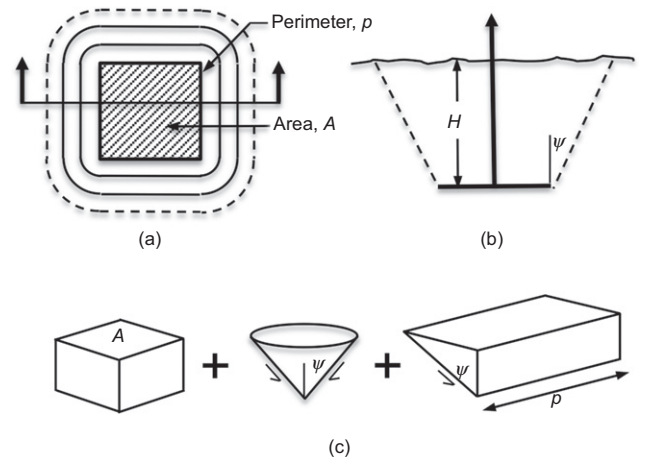 Perimeter, p
Area, A
H
ψ
(a)
(b)
A
ψ
ψ
p
(c)